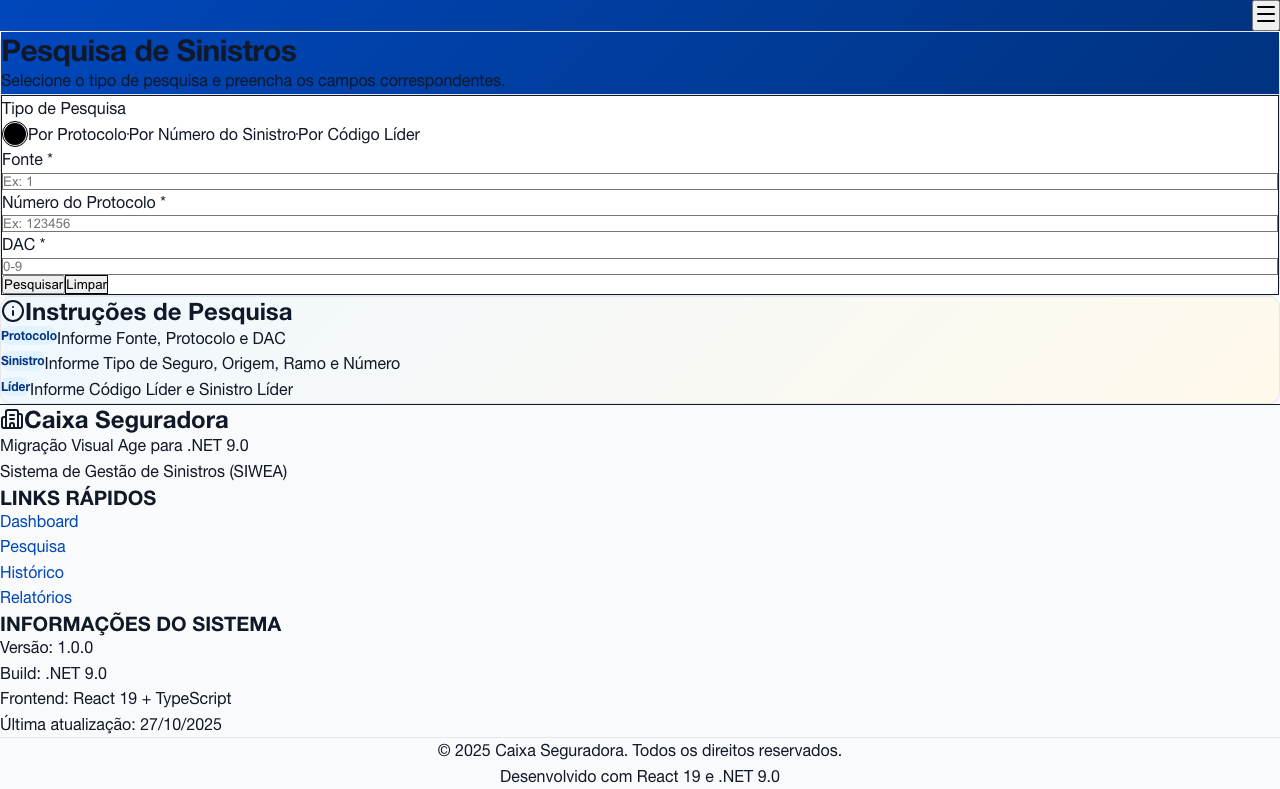 Pesquisa de Sinistros
Selecione o tipo de pesquisa e preencha os campos correspondentes.
Tipo de Pesquisa
Por Protocolo Por Número do Sinistro Por Código Líder
Fonte *
Ex: 1
Número do Protocolo *
Ex: 123456
DAC *
0-9
Pesquisar Limpar
Instruções de Pesquisa
Protocolo Informe Fonte, Protocolo e DAC
Sinistro Informe Tipo de Seguro, Origem, Ramo e Número
Líder Informe Código Líder e Sinistro Líder
Caixa Seguradora
Migração Visual Age para .NET 9.0
Sistema de Gestão de Sinistros (SIWEA)
LINKS RÁPIDOS
Dashboard
Pesquisa
Histórico
Relatórios
INFORMAÇÕES DO SISTEMA
Versão: 1.0.0
Build: .NET 9.0
Frontend: React 19 + TypeScript
Última atualização: 27/10/2025
© 2025 Caixa Seguradora. Todos os direitos reservados.
Desenvolvido com React 19 e .NET 9.0